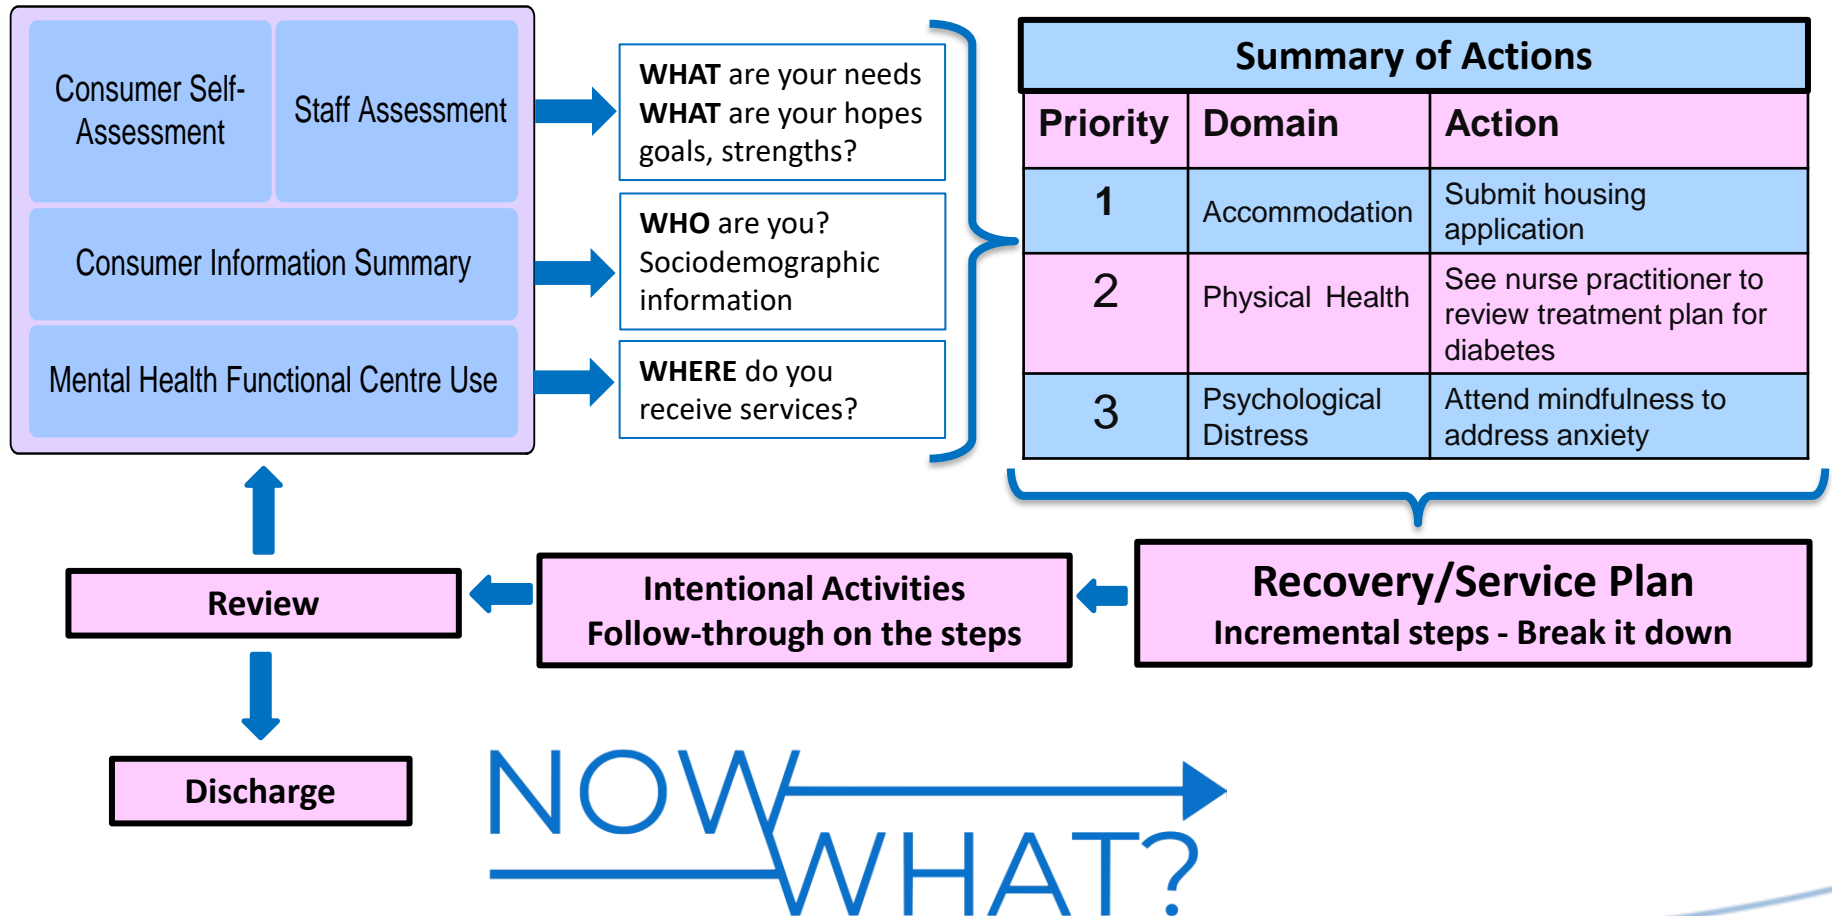 Consumer Self-
Assessment
Staff Assessment
Consumer Information Summary
Mental Health Functional Centre Use
WHAT are your needs
WHAT are your hopes
goals, strengths?
WHO are you?
Sociodemographic
information
WHERE do you
receive services?
Summary of Actions
Priority Domain Action
1 Accommodation Submit housing
application
2 Physical Health See nurse practitioner to
review treatment plan for
diabetes
3 Psychological
Distress
Attend mindfulness to
address anxiety
Recovery/Service Plan
Incremental steps - Break it down
Intentional Activities
Follow-through on the steps
Review
Discharge
NOW
WHAT?